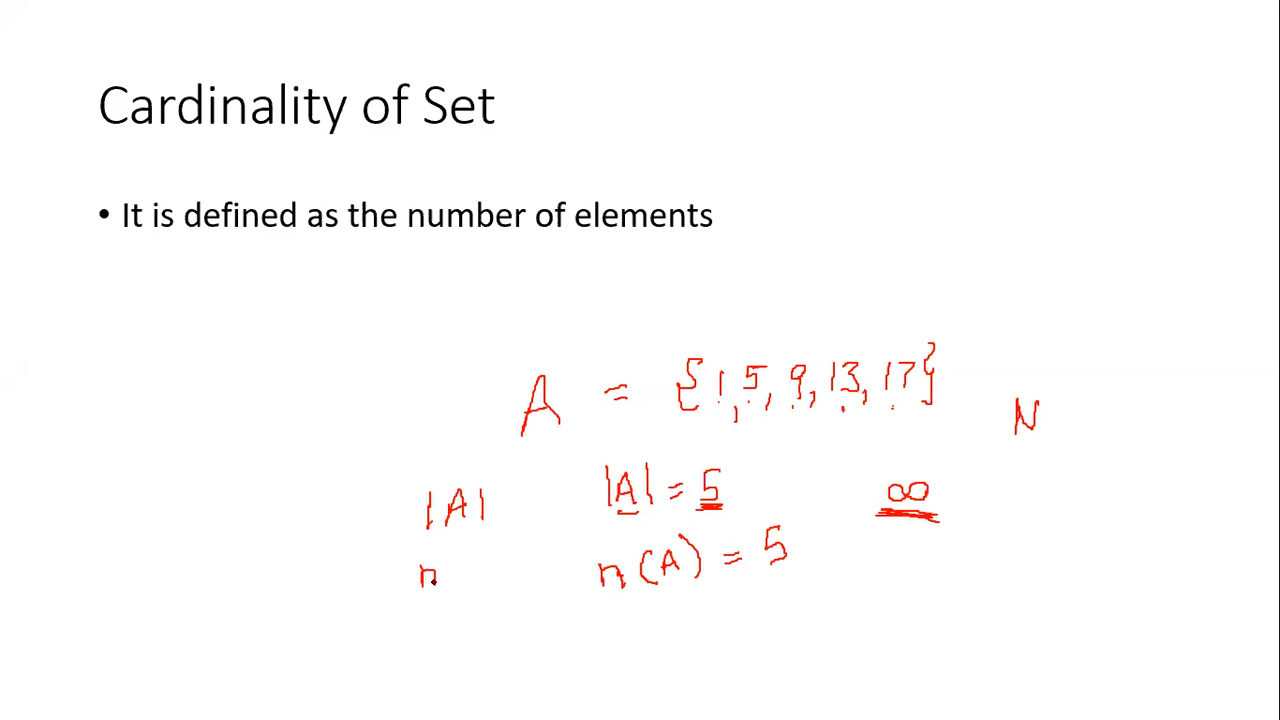 Cardinality of Set
• It is defined as the number of elements
A = {1, 5, 9, 13, 17}
N
|A| |A| = 5 ∞
n n(A) = 5